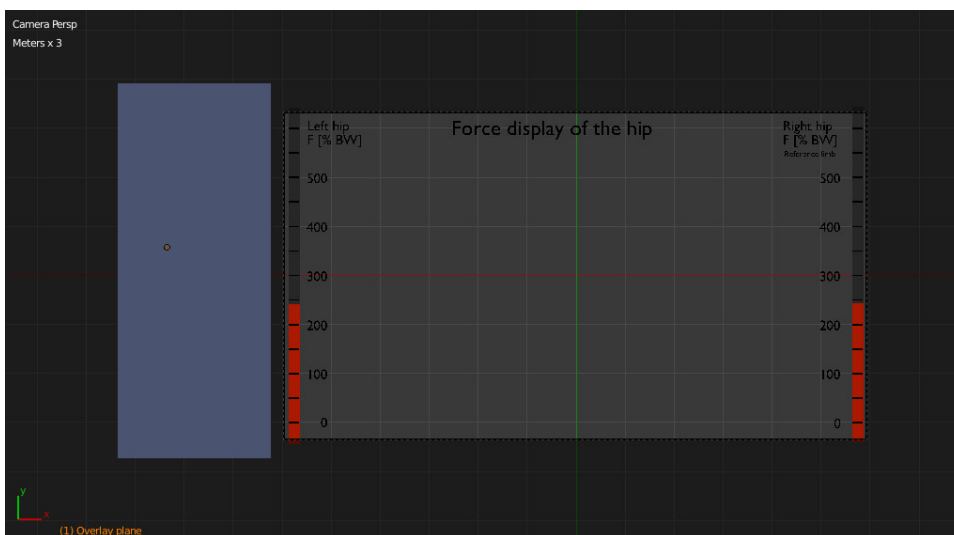 Camera Persp
Meters x 3
Force display of the hip
Left hip
F [% BW]
500
400
300
200
100
0
Right hip
F [% BW]
Reference limb
500
400
300
200
100
0
y
x
(1) Overlay plane